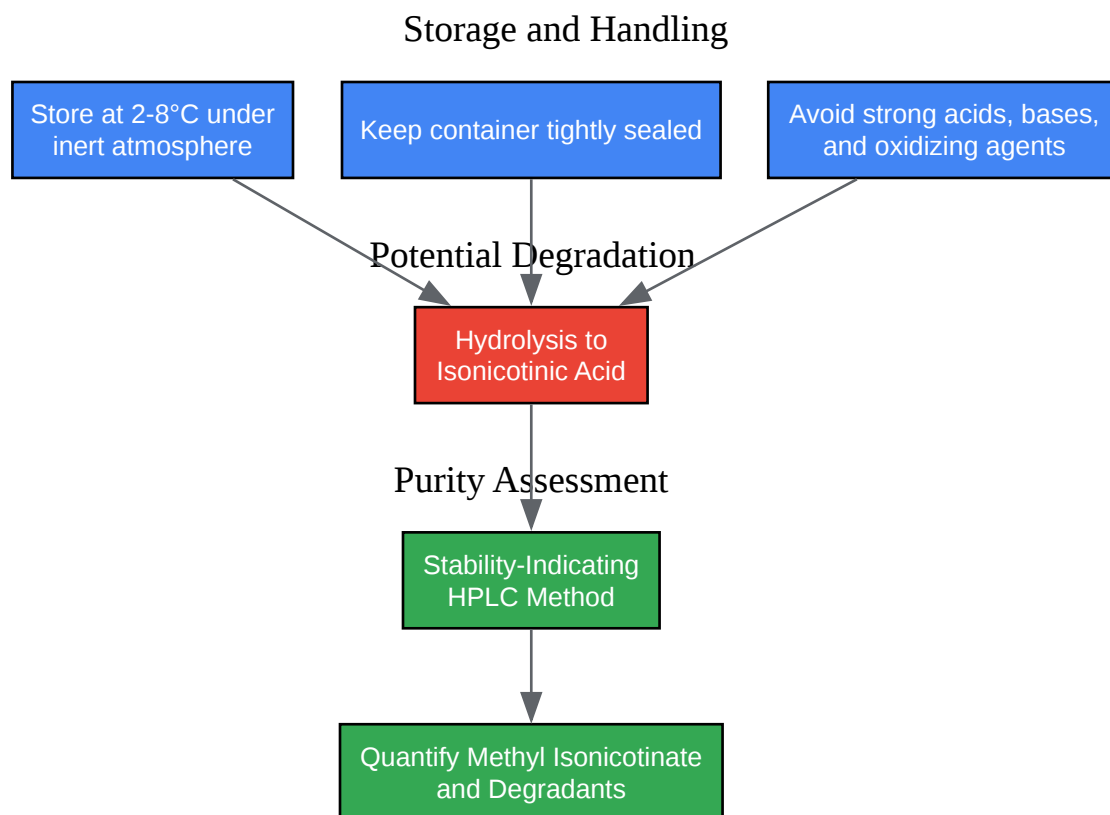 Storage and Handling
Store at 2-8°C under
inert atmosphere
Keep container tightly sealed
Avoid strong acids, bases,
and oxidizing agents
Potential Degradation
Hydrolysis to
Isonicotinic Acid
Purity Assessment
Stability-Indicating
HPLC Method
Quantify Methyl Isonicotinate
and Degradants